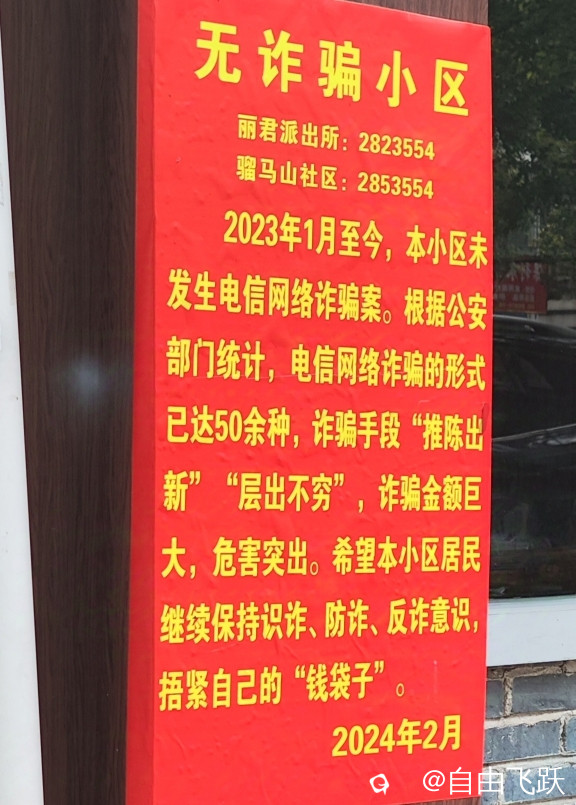 无诈骗小区
丽君派出所：2823554
骝马山社区：2853554
2023年1月至今，本小区未
发生电信网络诈骗案。根据公安
部门统计，电信网络诈骗的形式
已达50余种，诈骗手段“推陈出
新”“层出不穷”，诈骗金额巨
大，危害突出。希望本小区居民
继续保持识诈、防诈、反诈意识，
捂紧自己的“钱袋子”。
2024年2月
@自由飞跃